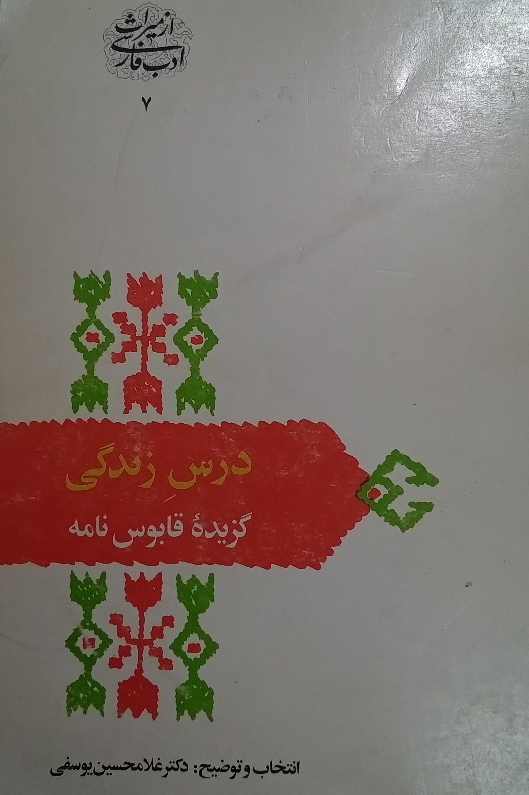 از میراث
ادب فارسی
۷
درسِ زندگی
گزیدهٔ قابوس نامه
انتخاب و توضیح: دکتر غلامحسین یوسفی